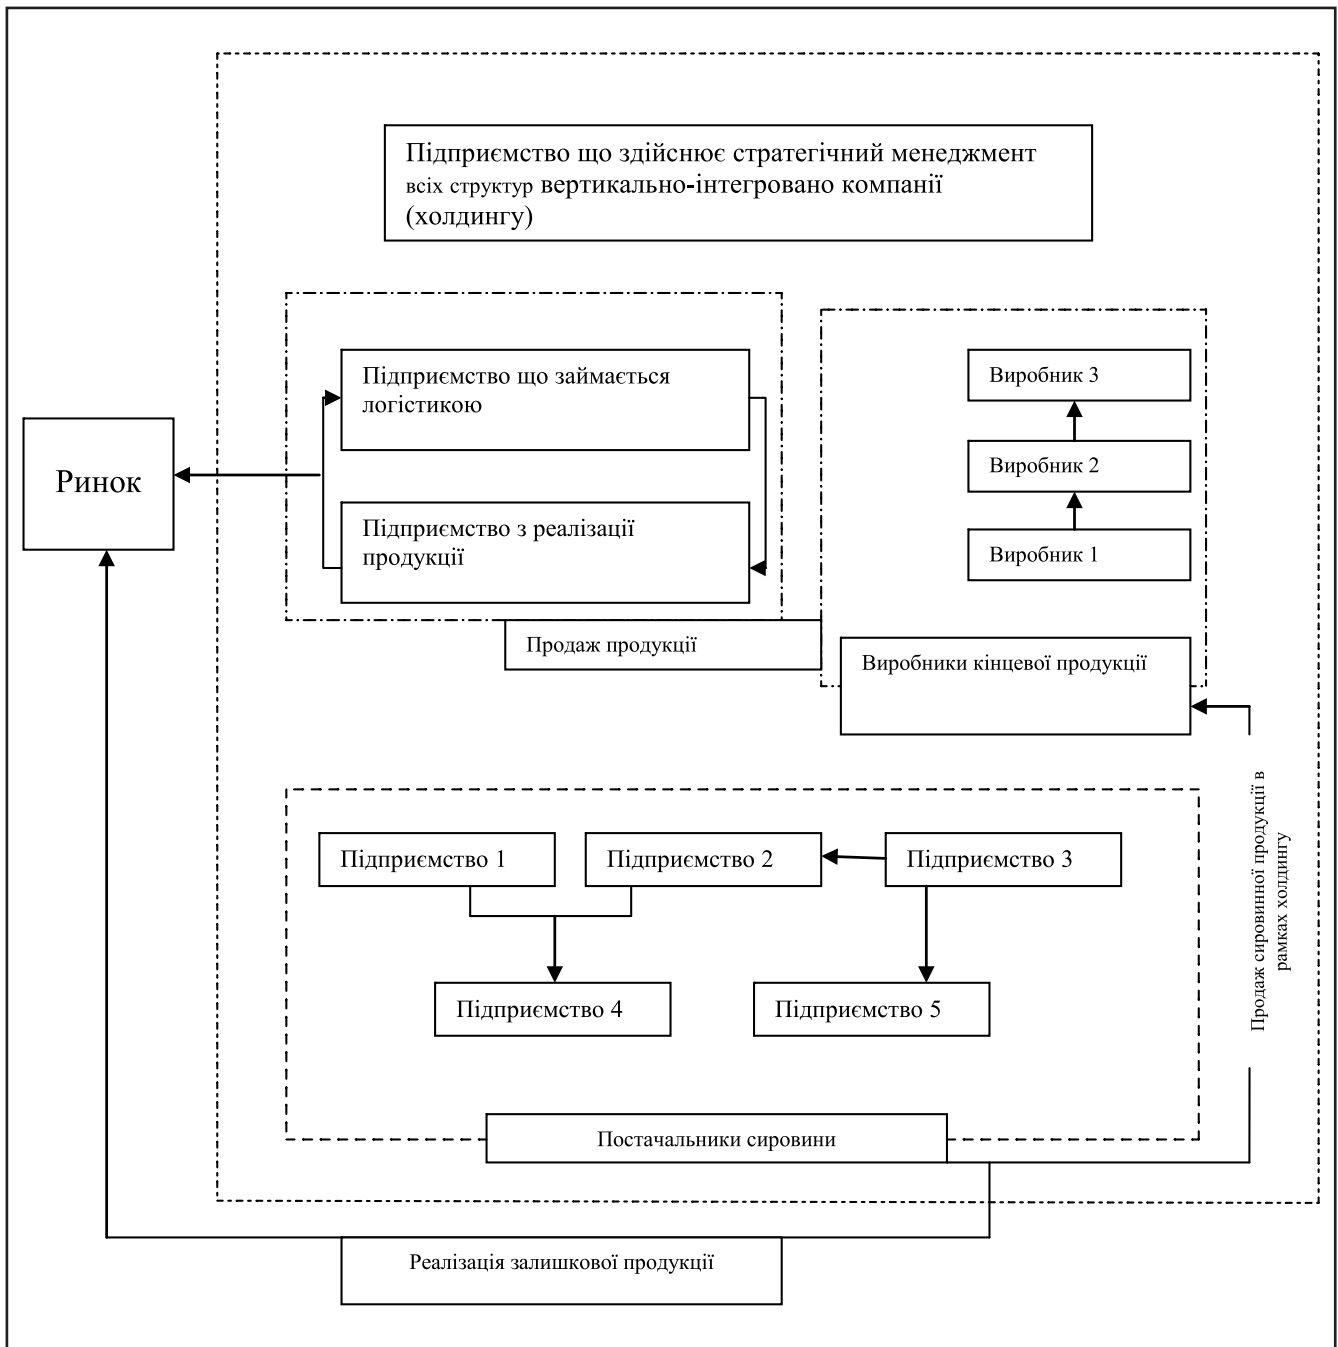 Підприємство що здійснює стратегічний менеджмент
всіх структур вертикально-інтегровано компанії
(холдингу)
Підприємство що займається
логістикою
Виробник 3
Ринок
Виробник 2
Підприємство з реалізації
продукції
Виробник 1
Продаж продукції
Виробники кінцевої продукції
Продаж сировинної продукції в
рамках холдингу
Підприємство 1
Підприємство 2
Підприємство 3
Підприємство 4
Підприємство 5
Постачальники сировини
Реалізація залишкової продукції